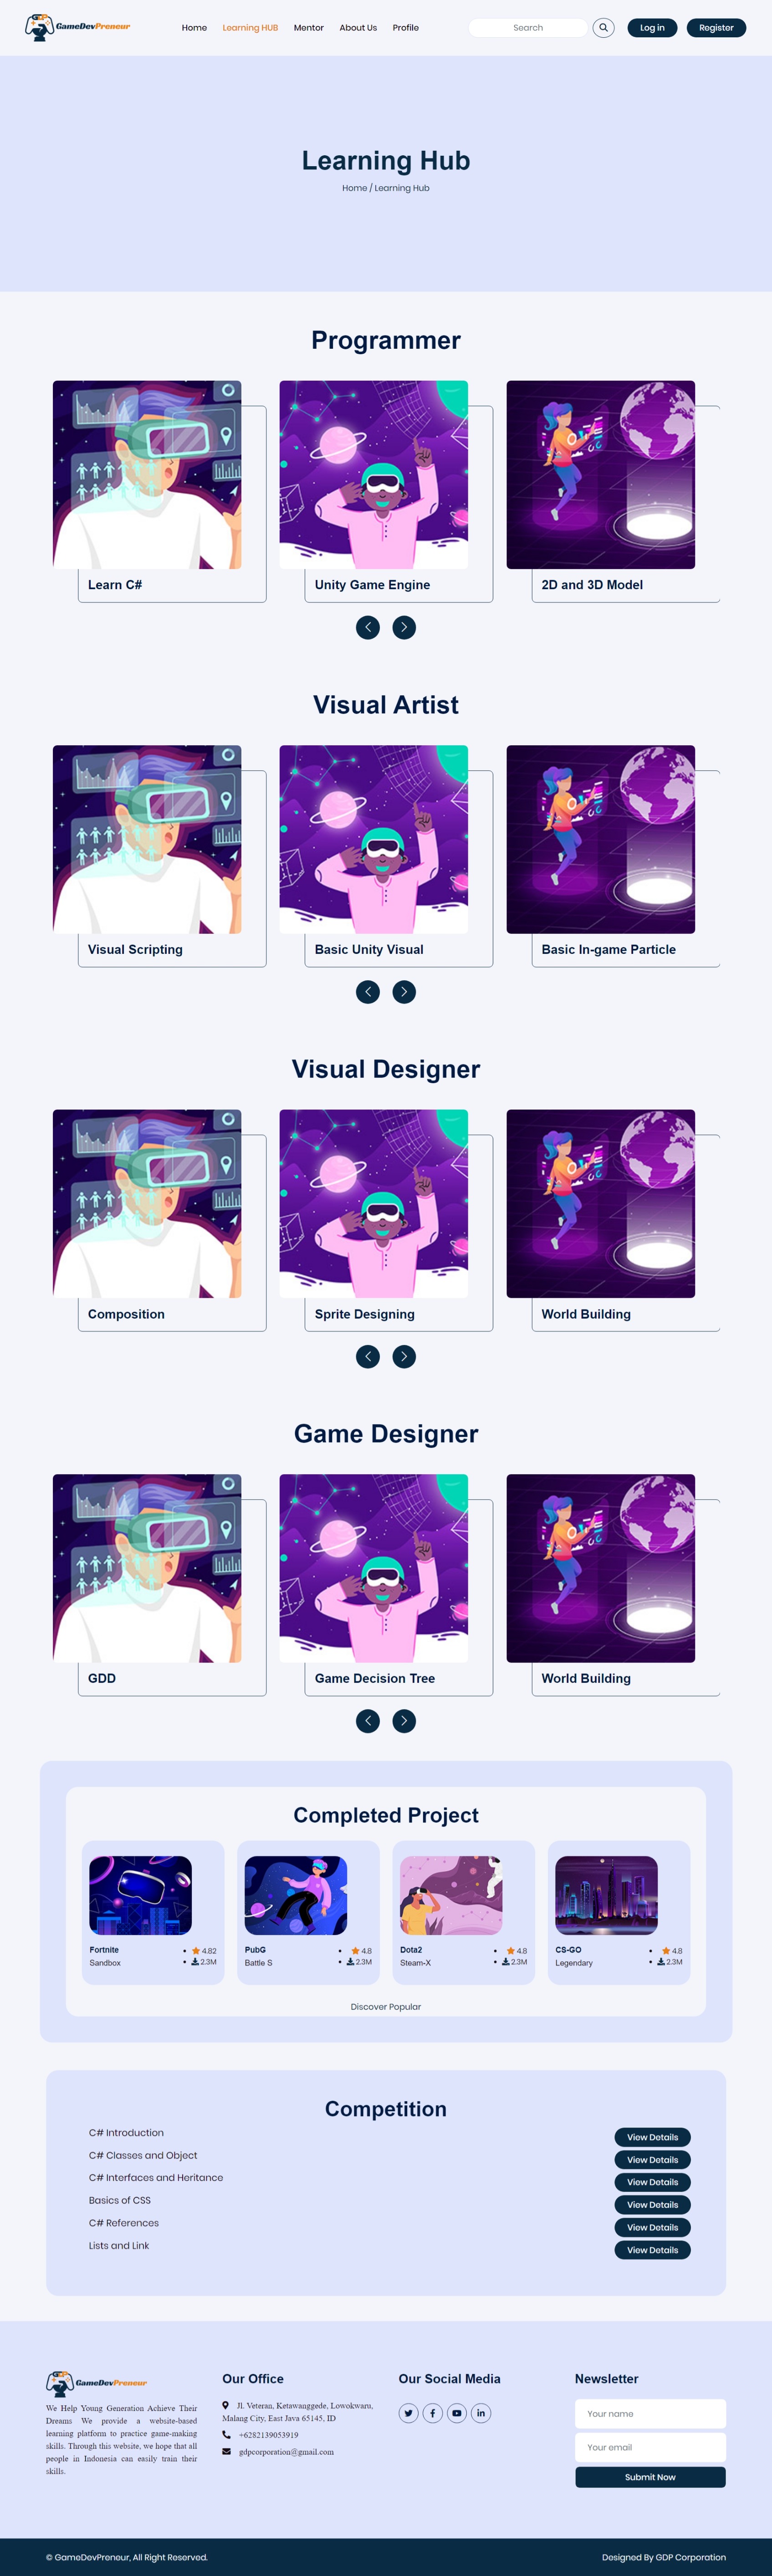 GameDevPreneur
Home Learning HUB Mentor About Us Profile Search Log in Register
Learning Hub
Home / Learning Hub
Programmer
Learn C# Unity Game Engine 2D and 3D Model
Visual Artist
Visual Scripting Basic Unity Visual Basic In-game Particle
Visual Designer
Composition Sprite Designing World Building
Game Designer
GDD Game Decision Tree World Building
Completed Project
Fortnite 4.82 PubG 4.8 Dota2 4.8 CS-GO 4.8
Sandbox 2.3M Battle S 2.3M Steam-X 2.3M Legendary 2.3M
Discover Popular
Competition
C# Introduction View Details
C# Classes and Object View Details
C# Interfaces and Heritance View Details
Basics of CSS View Details
C# References View Details
Lists and Link View Details
GameDevPreneur
We Help Young Generation Achieve Their
Dreams We provide a website-based
learning platform to practice game-making
skills. Through this website, we hope that all
people in Indonesia can easily train their
skills.
Our Office
Jl. Veteran, Ketawanggede, Lowokwaru,
Malang City, East Java 65145, ID
+6282139053919
gdpcorporation@gmail.com
Our Social Media
Newsletter
Your name
Your email
Submit Now
© GameDevPreneur, All Right Reserved. Designed By GDP Corporation